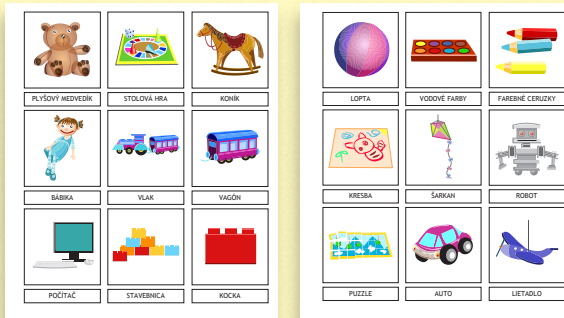 PLYŠOVÝ MEDVEDÍK
STOLOVÁ HRA
KONÍK
BÁBIKA
VLAK
VAGÓN
POČÍTAČ
STAVEBNICA
KOCKA
LOPTA
VODOVÉ FARBY
FAREBNÉ CERUZKY
KRESBA
ŠARKAN
ROBOT
PUZZLE
AUTO
LIETADLO